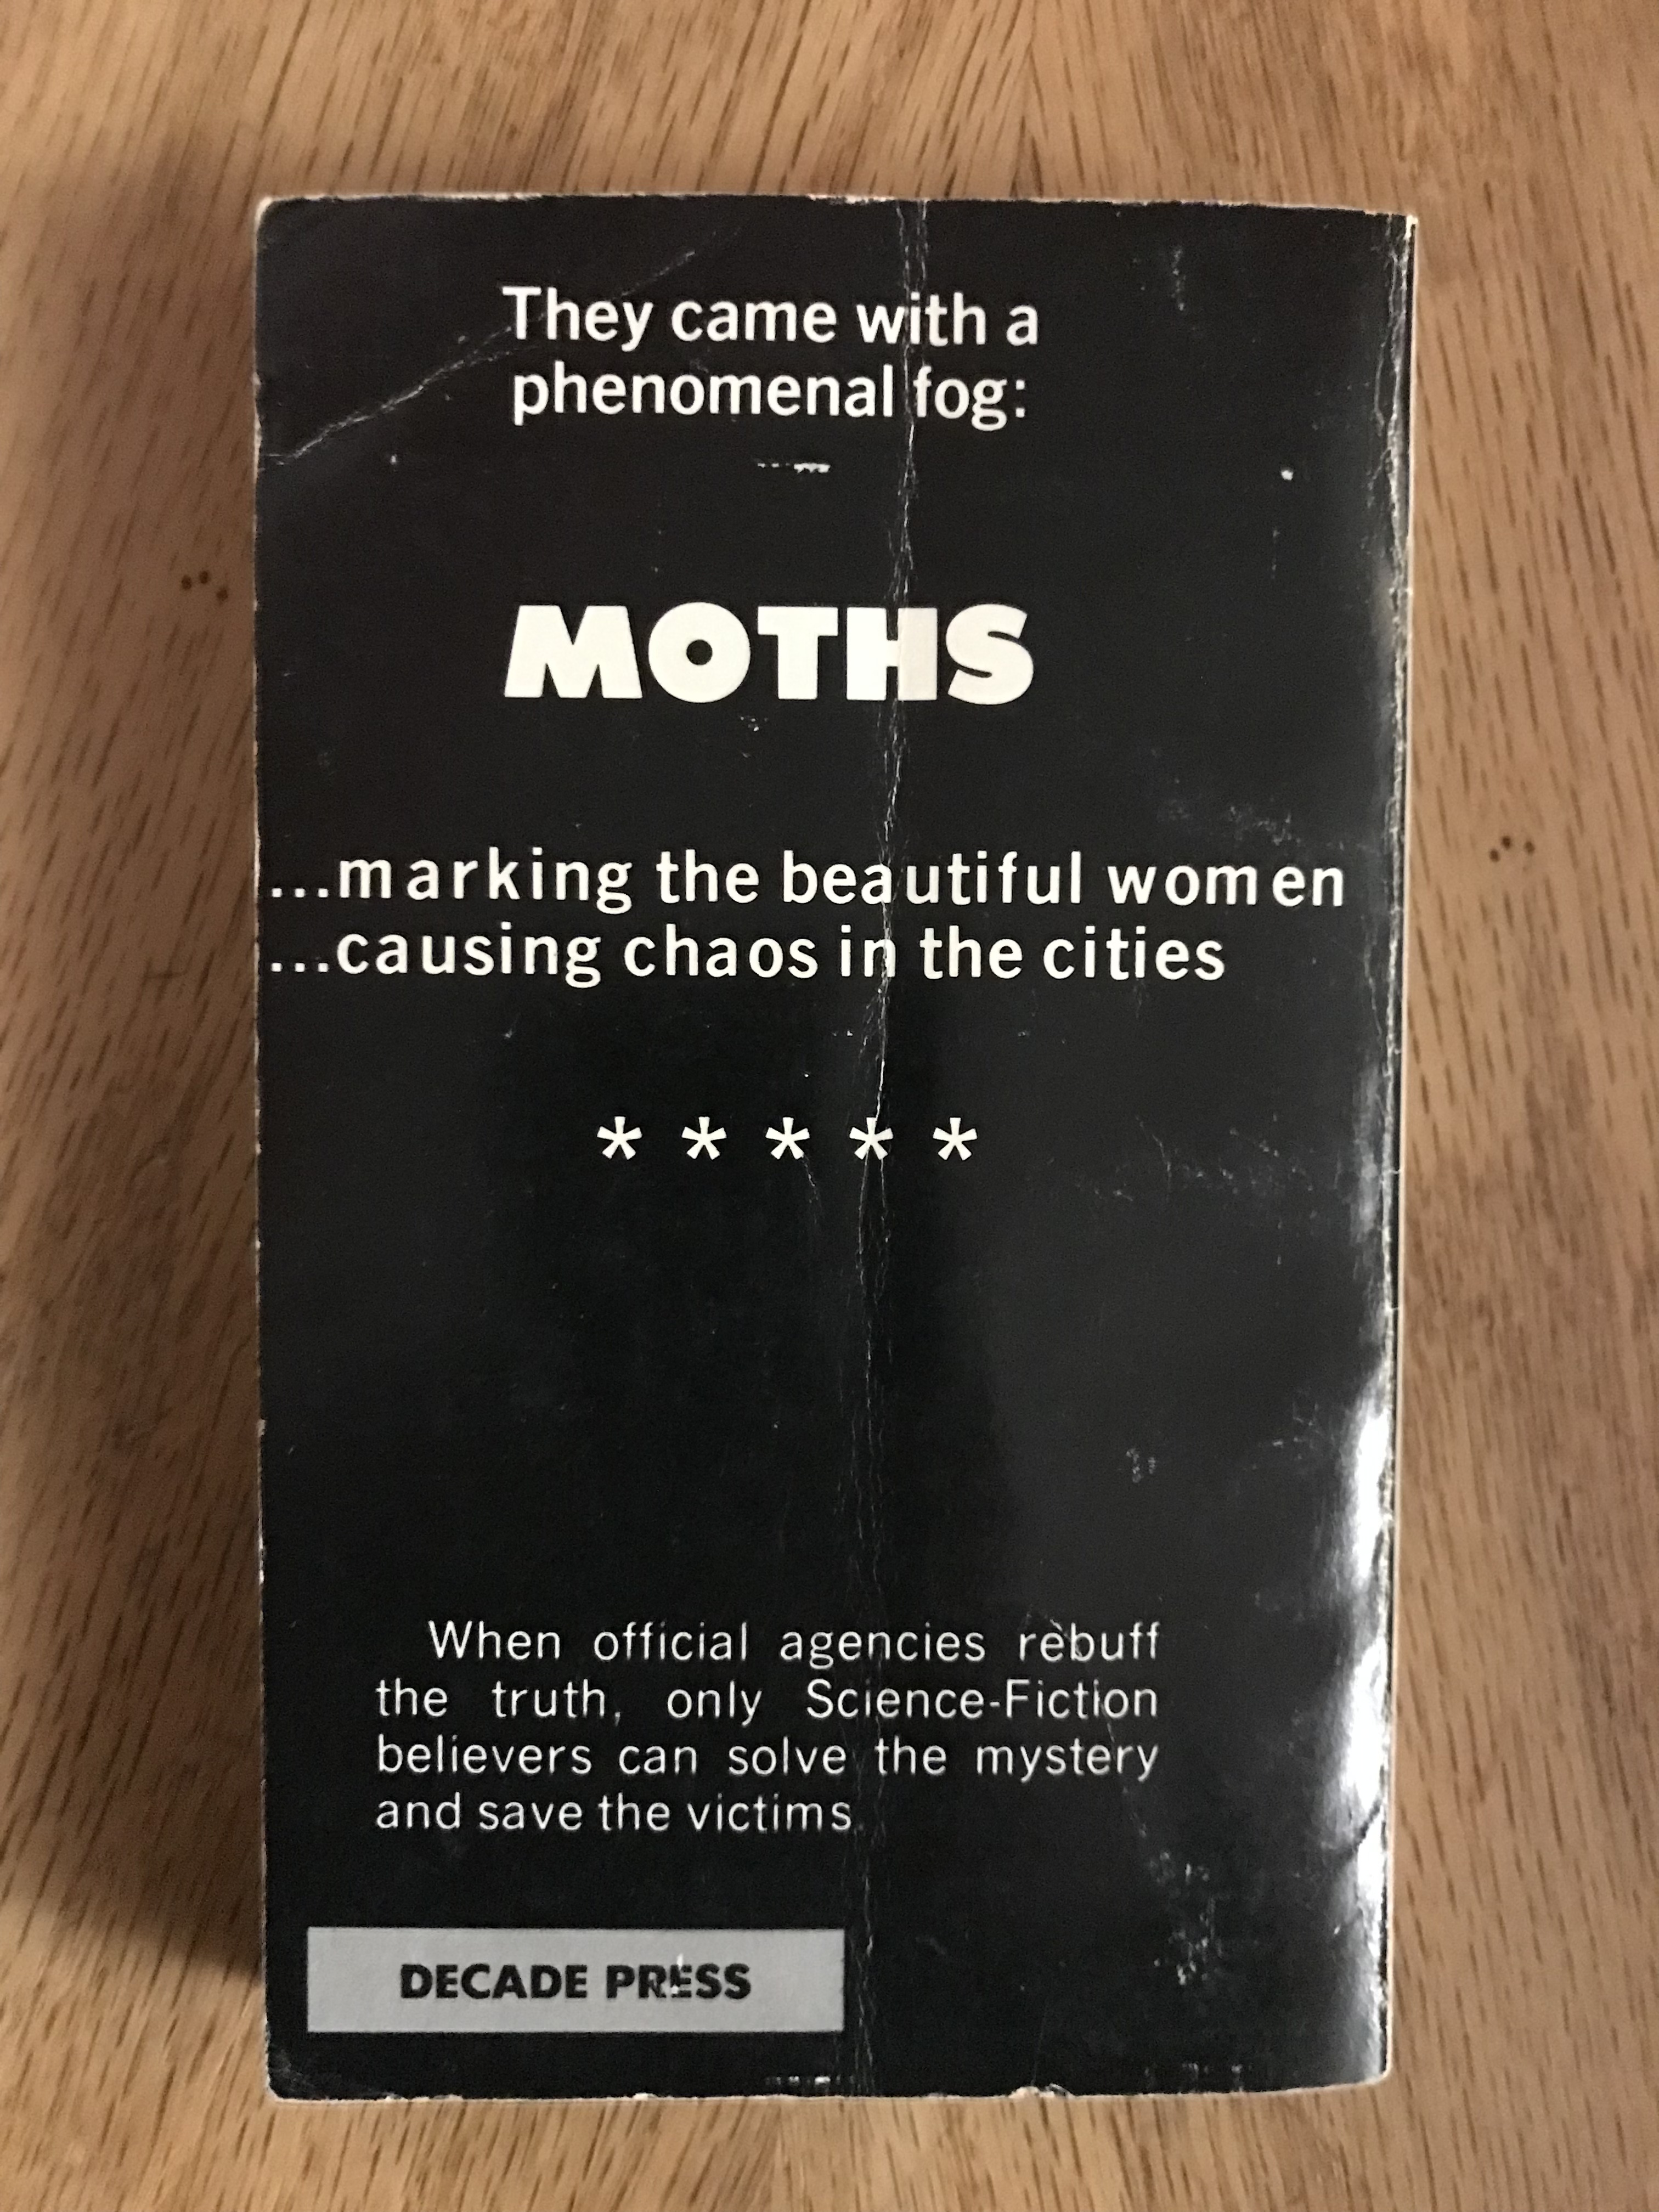 They came with a
phenomenal fog:
MOTHS
...marking the beautiful women
...causing chaos in the cities
* * * * *
When official agencies rebuff
the truth, only Science-Fiction
believers can solve the mystery
and save the victims.
DECADE PRESS